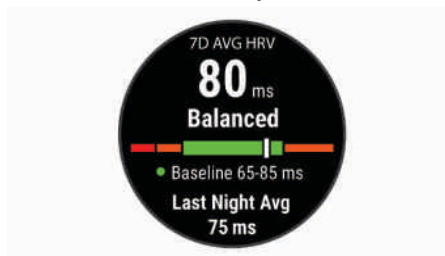 7D AVG HRV
80 ms
Balanced
Baseline 65-85 ms
Last Night Avg
75 ms